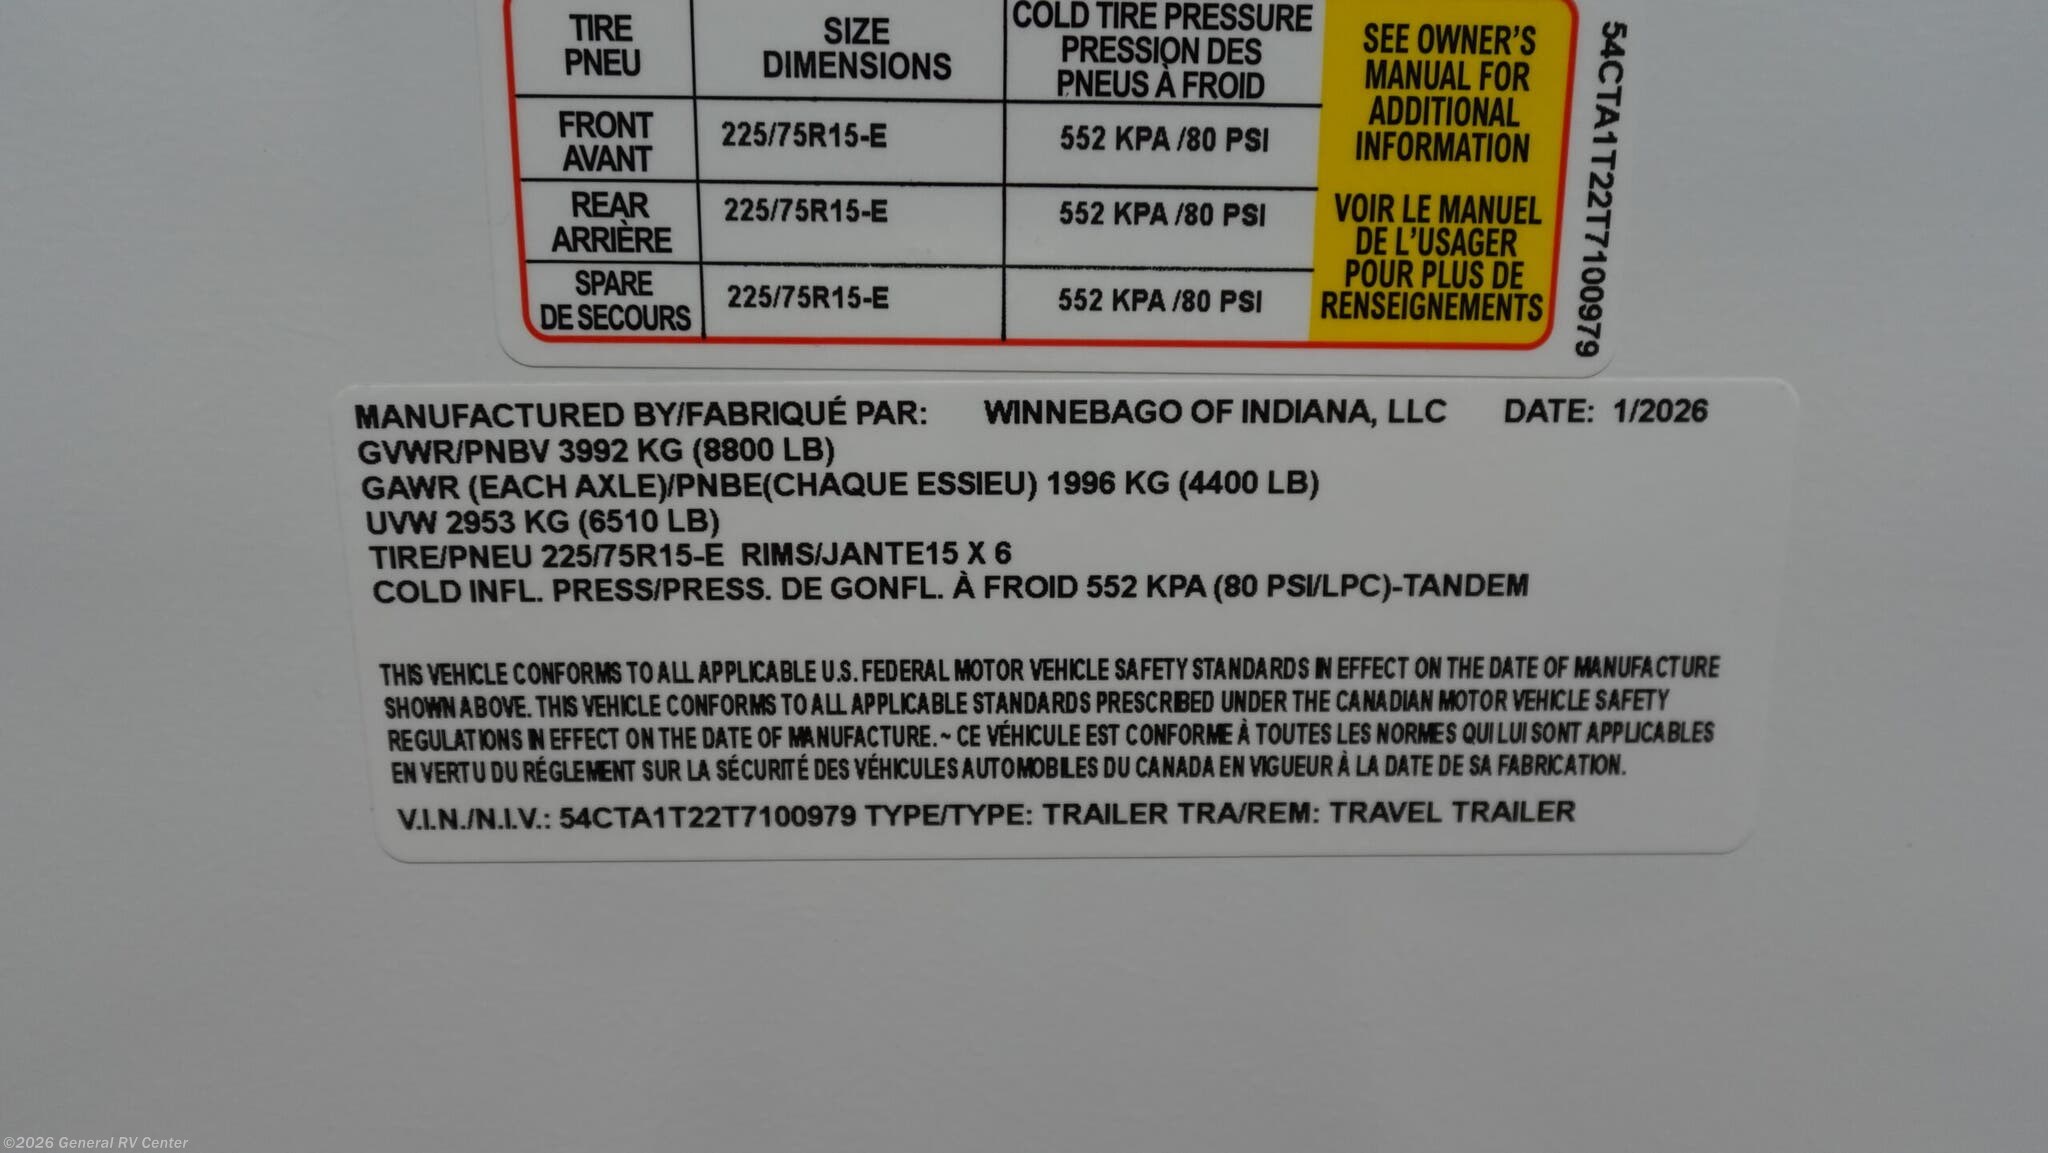 TIRE PNEU
SIZE DIMENSIONS
COLD TIRE PRESSURE PRESSION DES PNEUS À FROID
FRONT AVANT
225/75R15-E
552 KPA /80 PSI
REAR ARRIÈRE
225/75R15-E
552 KPA /80 PSI
SPARE DE SECOURS
225/75R15-E
552 KPA /80 PSI
SEE OWNER'S
MANUAL FOR
ADDITIONAL
INFORMATION
VOIR LE MANUEL
DE L'USAGER
POUR PLUS DE
RENSEIGNEMENTS
54CTA1T22T7100979
MANUFACTURED BY/FABRIQUÉ PAR: WINNEBAGO OF INDIANA, LLC DATE: 1/2026
GVWR/PNBV 3992 KG (8800 LB)
GAWR (EACH AXLE)/PNBE(CHAQUE ESSIEU) 1996 KG (4400 LB)
UVW 2953 KG (6510 LB)
TIRE/PNEU 225/75R15-E RIMS/JANTE15 X 6
COLD INFL. PRESS/PRESS. DE GONFL. À FROID 552 KPA (80 PSI/LPC)-TANDEM
THIS VEHICLE CONFORMS TO ALL APPLICABLE U.S. FEDERAL MOTOR VEHICLE SAFETY STANDARDS IN EFFECT ON THE DATE OF MANUFACTURE
SHOWN ABOVE. THIS VEHICLE CONFORMS TO ALL APPLICABLE STANDARDS PRESCRIBED UNDER THE CANADIAN MOTOR VEHICLE SAFETY
REGULATIONS IN EFFECT ON THE DATE OF MANUFACTURE. ~ CE VÉHICULE EST CONFORME À TOUTES LES NORMES QUI LUI SONT APPLICABLES
EN VERTU DU RÉGLEMENT SUR LA SÉCURITÉ DES VÉHICULES AUTOMOBILES DU CANADA EN VIGUEUR À LA DATE DE SA FABRICATION.
V.I.N./N.I.V.: 54CTA1T22T7100979 TYPE/TYPE: TRAILER TRA/REM: TRAVEL TRAILER
©2026 General RV Center